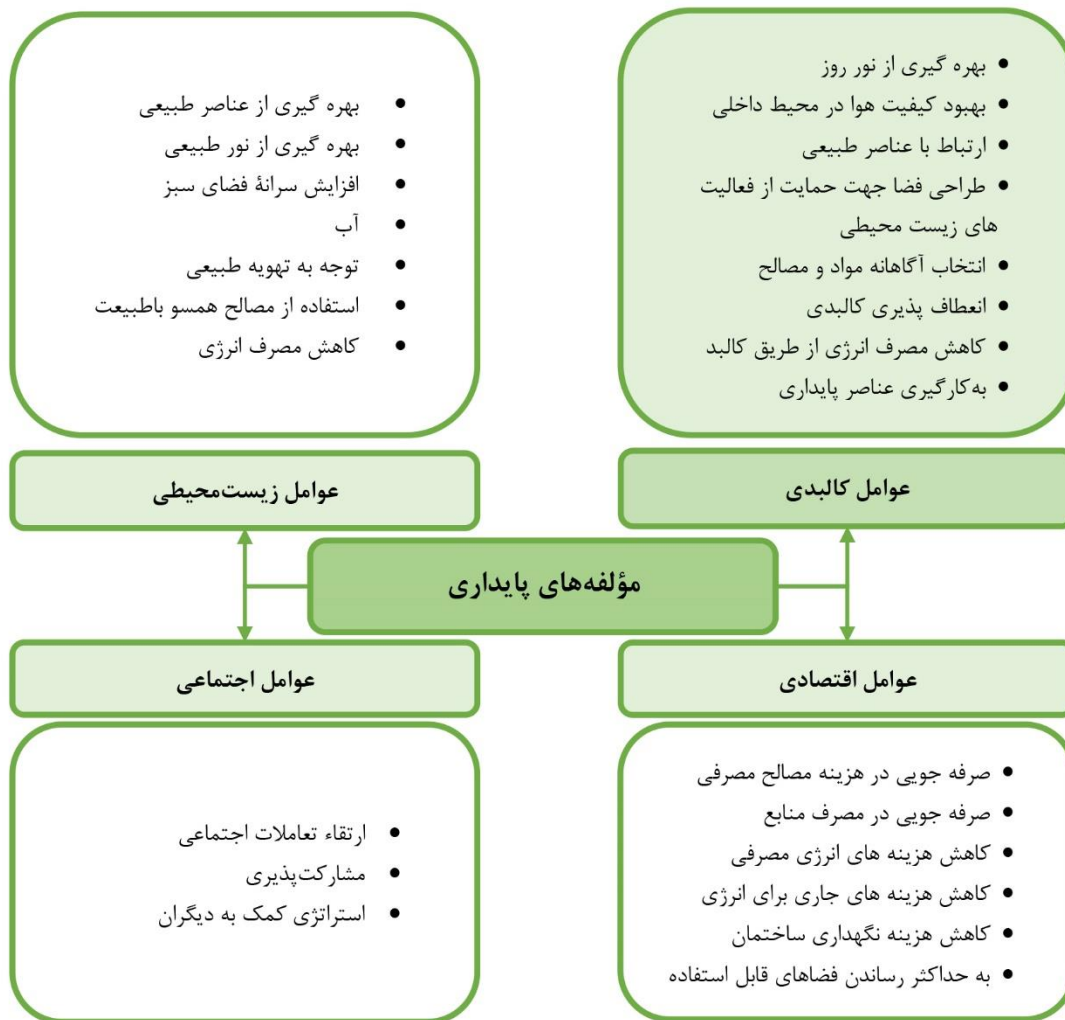 • بهره گیری از نور روز
• بهبود کیفیت هوا در محیط داخلی
• ارتباط با عناصر طبیعی
• طراحی فضا جهت حمایت از فعالیت
های زیست محیطی
• انتخاب آگاهانه مواد و مصالح
• انعطاف پذیری کالبدی
• کاهش مصرف انرژی از طریق کالبد
• به‌کارگیری عناصر پایداری
عوامل کالبدی
• بهره گیری از عناصر طبیعی
• بهره گیری از نور طبیعی
• افزایش سرانهٔ فضای سبز
• آب
• توجه به تهویه طبیعی
• استفاده از مصالح همسو باطبیعت
• کاهش مصرف انرژی
عوامل زیست‌محیطی
مؤلفه‌های پایداری
عوامل اقتصادی
• صرفه جویی در هزینه مصالح مصرفی
• صرفه جویی در مصرف منابع
• کاهش هزینه های انرژی مصرفی
• کاهش هزینه های جاری برای انرژی
• کاهش هزینه نگهداری ساختمان
• به حداکثر رساندن فضاهای قابل استفاده
عوامل اجتماعی
• ارتقاء تعاملات اجتماعی
• مشارکت‌پذیری
• استراتژی کمک به دیگران